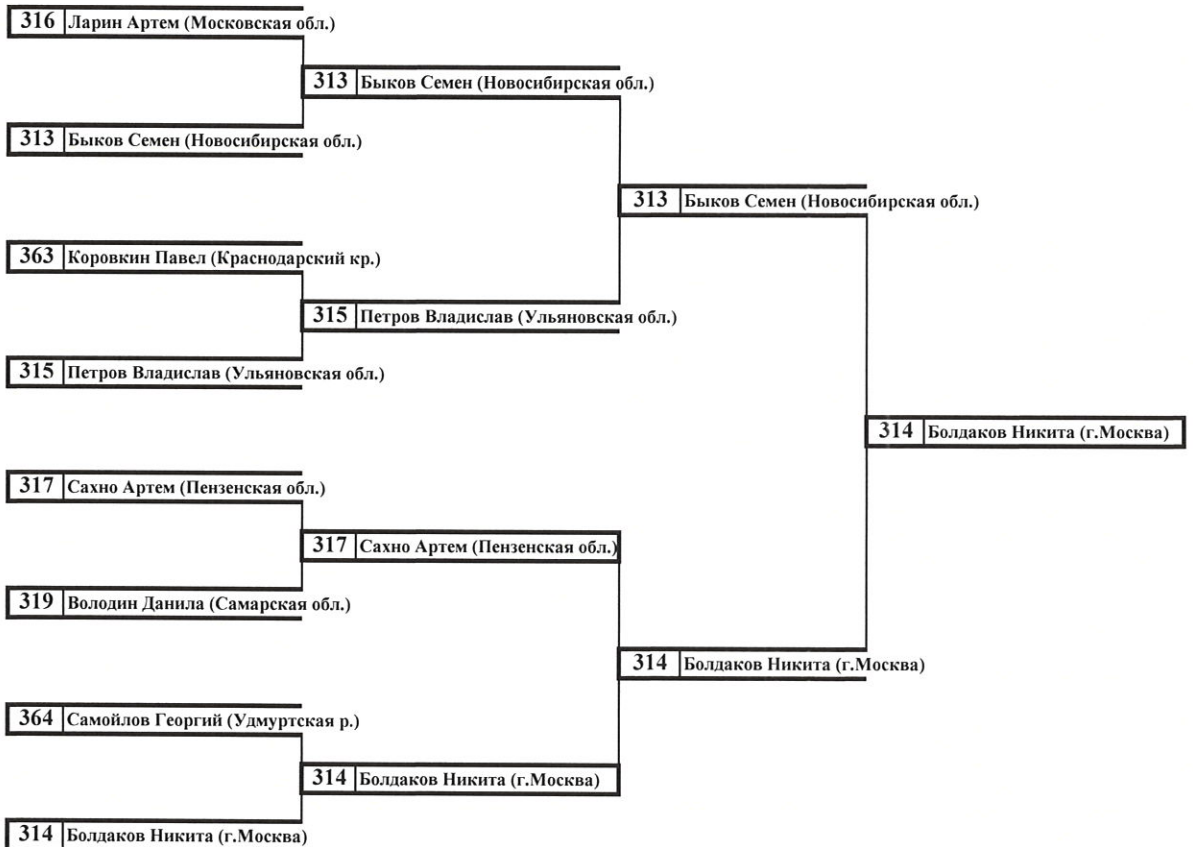 316 Ларин Артем (Московская обл.)
313 Быков Семен (Новосибирская обл.)
313 Быков Семен (Новосибирская обл.)
313 Быков Семен (Новосибирская обл.)
363 Коровкин Павел (Краснодарский кр.)
315 Петров Владислав (Ульяновская обл.)
315 Петров Владислав (Ульяновская обл.)
314 Болдаков Никита (г.Москва)
317 Сахно Артем (Пензенская обл.)
317 Сахно Артем (Пензенская обл.)
319 Володин Данила (Самарская обл.)
314 Болдаков Никита (г.Москва)
364 Самойлов Георгий (Удмуртская р.)
314 Болдаков Никита (г.Москва)
314 Болдаков Никита (г.Москва)